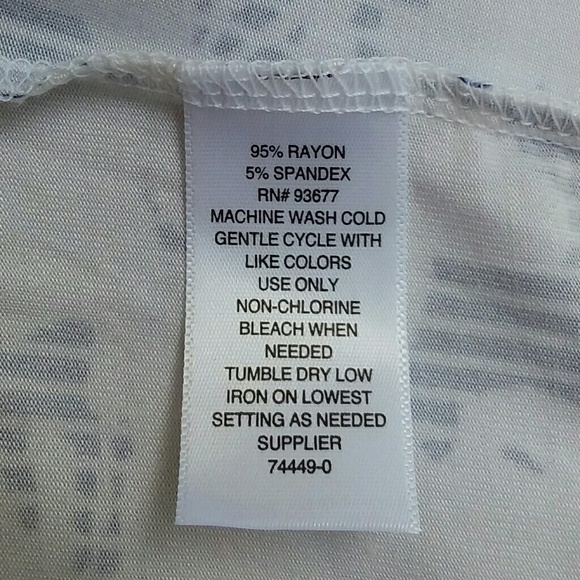 95% RAYON
5% SPANDEX
RN# 93677
MACHINE WASH COLD
GENTLE CYCLE WITH
LIKE COLORS
USE ONLY
NON-CHLORINE
BLEACH WHEN
NEEDED
TUMBLE DRY LOW
IRON ON LOWEST
SETTING AS NEEDED
SUPPLIER
74449-0